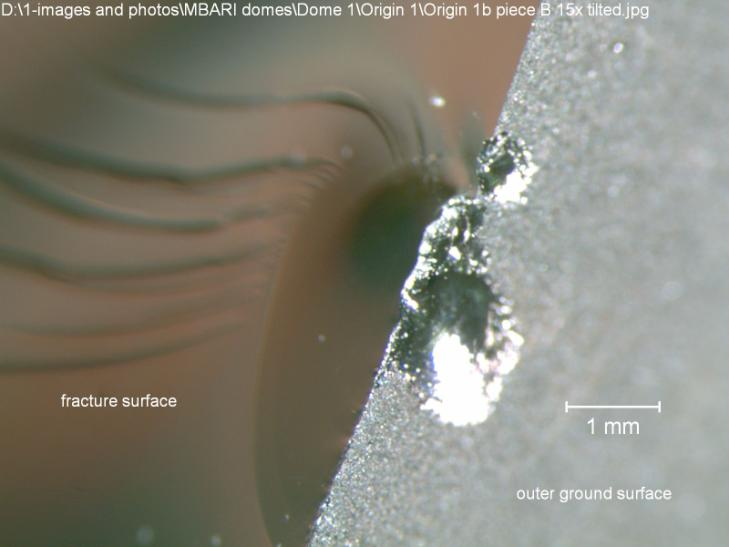 D:\1-images and photos\MBARI domes\Dome 1\Origin 1\Origin 1b piece B 15x tilted.jpg
fracture surface
1 mm
outer ground surface